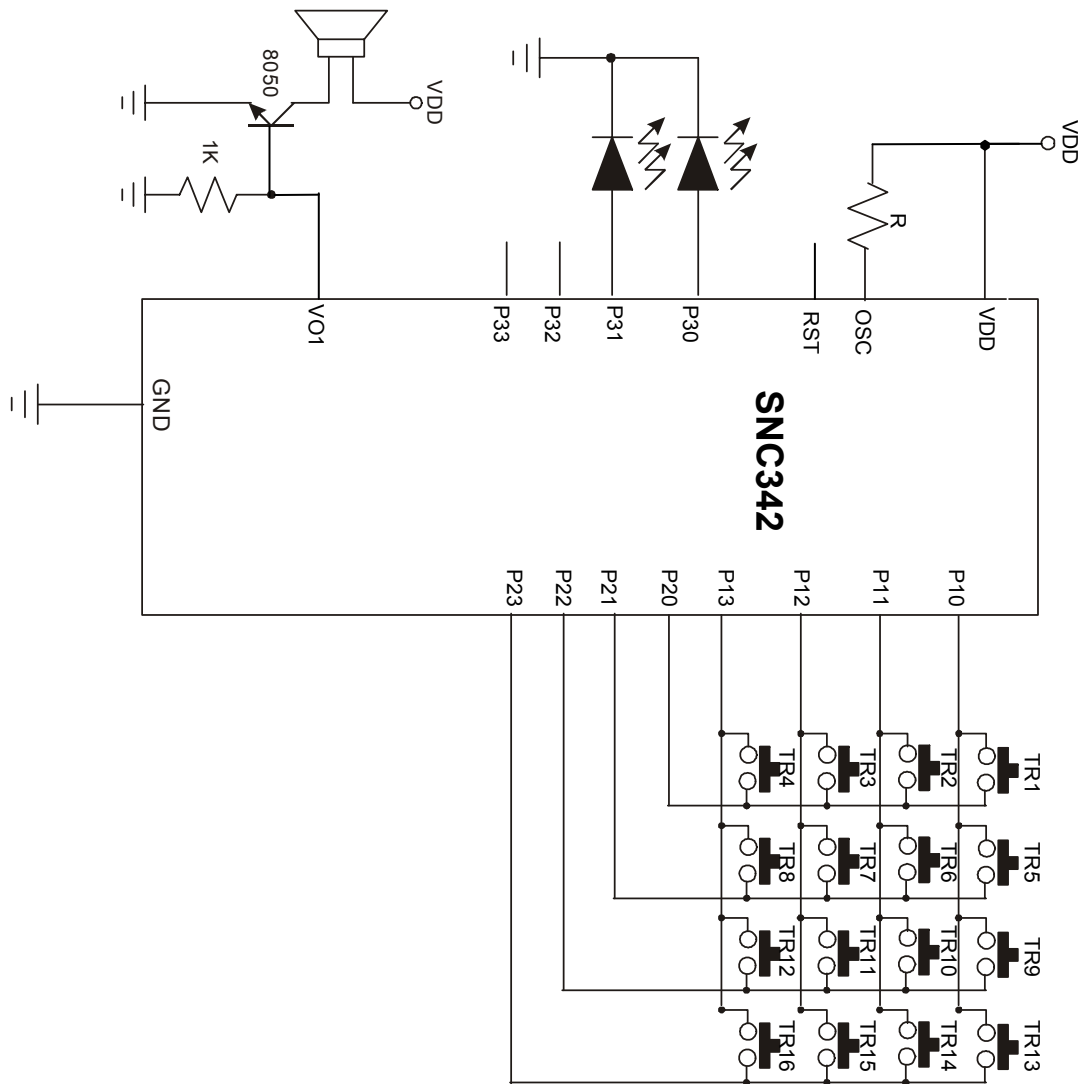 8050
VDD
1K
VDD
R
VO1
P33
P32
P31
P30
RST
OSC
VDD
GND
SNC342
P23
P22
P21
P20
P13
P12
P11
P10
TR4
TR3
TR2
TR1
TR8
TR7
TR6
TR5
TR12
TR11
TR10
TR9
TR16
TR15
TR14
TR13